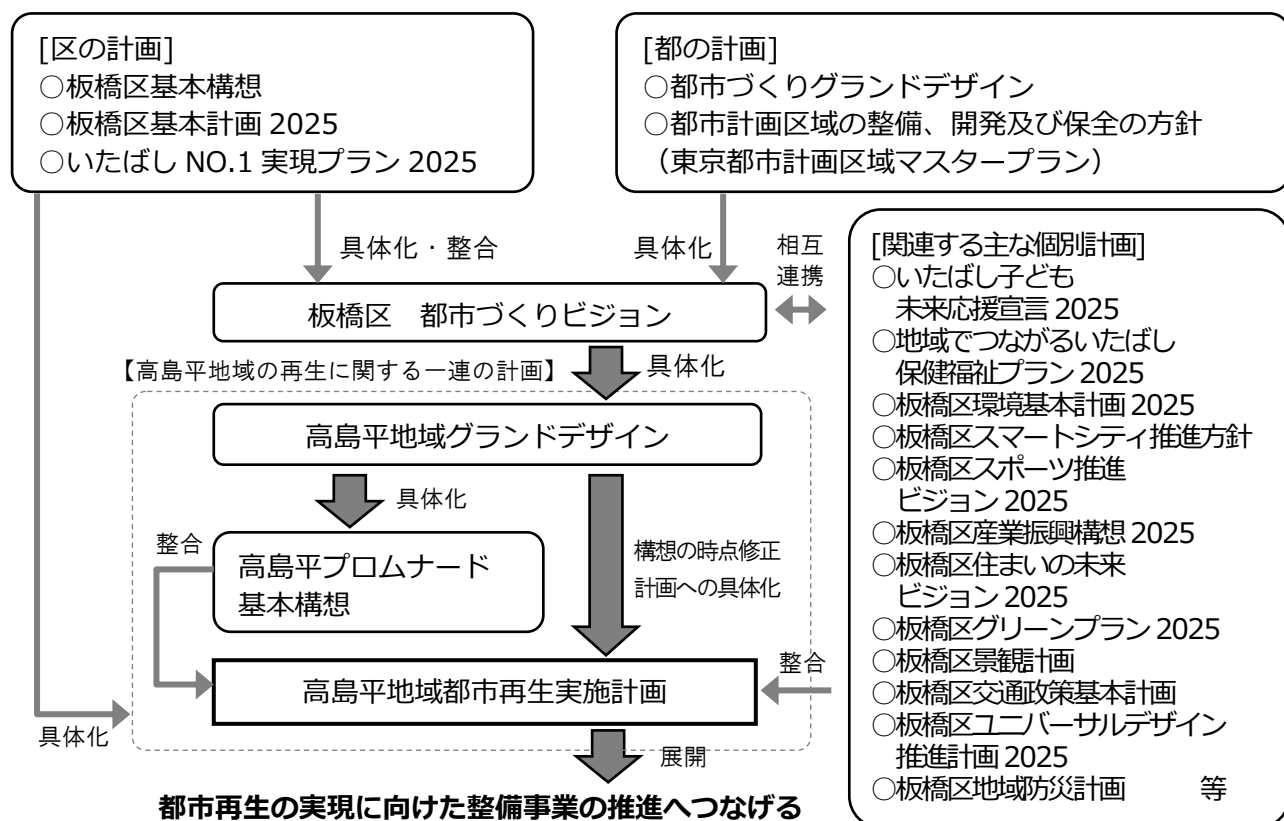 [区の計画]
○板橋区基本構想
○板橋区基本計画 2025
○いたばし NO.1 実現プラン 2025
[都の計画]
○都市づくりグランドデザイン
○都市計画区域の整備、開発及び保全の方針
（東京都市計画区域マスタープラン）
具体化・整合
具体化
相互
連携
板橋区　都市づくりビジョン
具体化
【高島平地域の再生に関する一連の計画】
高島平地域グランドデザイン
具体化
整合
高島平プロムナード
基本構想
構想の時点修正
計画への具体化
高島平地域都市再生実施計画
整合
具体化
展開
都市再生の実現に向けた整備事業の推進へつなげる
[関連する主な個別計画]
○いたばし子ども
未来応援宣言 2025
○地域でつながるいたばし
保健福祉プラン 2025
○板橋区環境基本計画 2025
○板橋区スマートシティ推進方針
○板橋区スポーツ推進
ビジョン 2025
○板橋区産業振興構想 2025
○板橋区住まいの未来
ビジョン 2025
○板橋区グリーンプラン 2025
○板橋区景観計画
○板橋区交通政策基本計画
○板橋区ユニバーサルデザイン
推進計画 2025
○板橋区地域防災計画　　　等